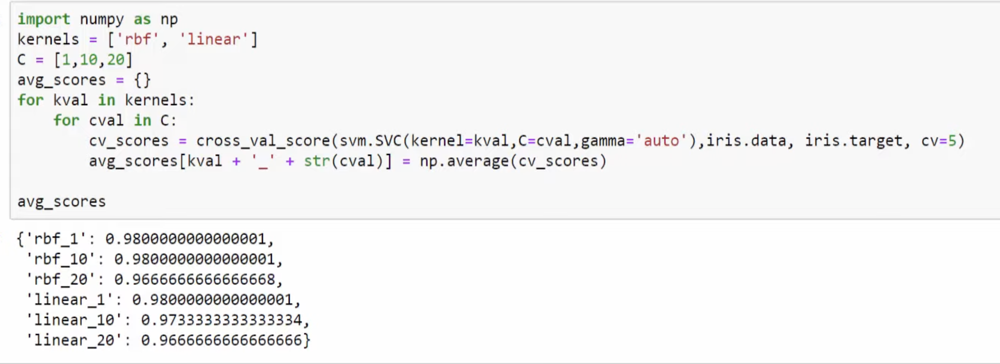 import numpy as np
kernels = ['rbf', 'linear']
C = [1,10,20]
avg_scores = {}
for kval in kernels:
    for cval in C:
        cv_scores = cross_val_score(svm.SVC(kernel=kval,C=cval,gamma='auto'),iris.data, iris.target, cv=5)
        avg_scores[kval + '_' + str(cval)] = np.average(cv_scores)

avg_scores
{'rbf_1': 0.9800000000000001,
 'rbf_10': 0.9800000000000001,
 'rbf_20': 0.9666666666666668,
 'linear_1': 0.9800000000000001,
 'linear_10': 0.9733333333333334,
 'linear_20': 0.9666666666666666}